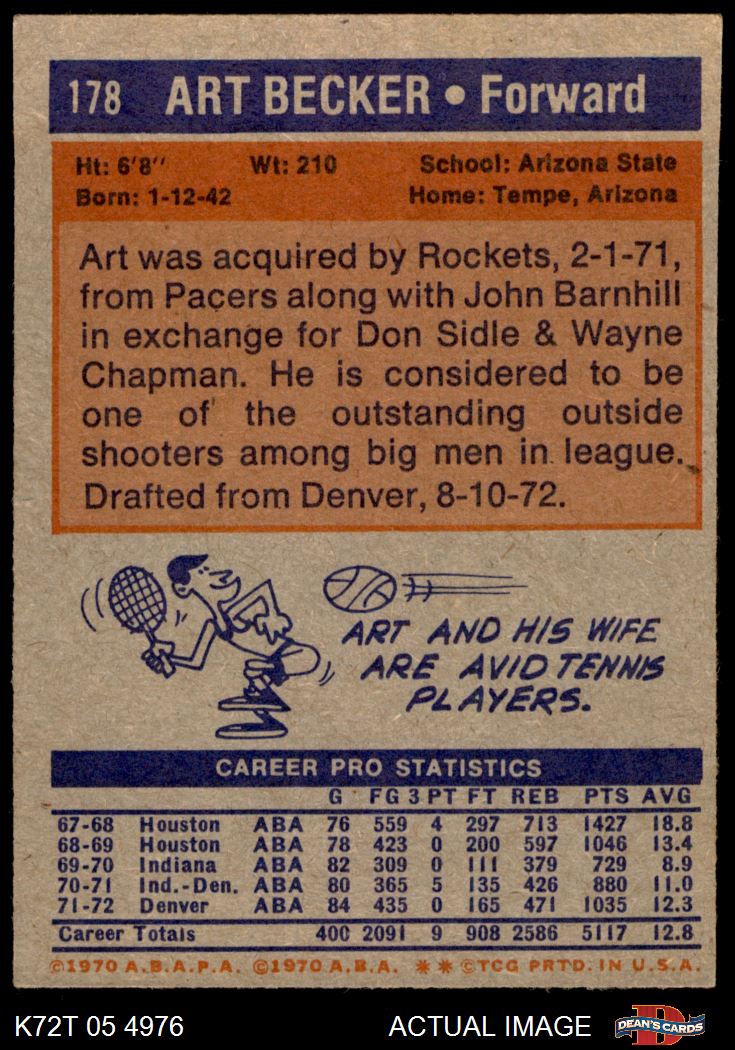 178 ART BECKER • Forward
Ht: 6'8" Wt: 210 School: Arizona State
Born: 1-12-42 Home: Tempe, Arizona
Art was acquired by Rockets, 2-1-71,
from Pacers along with John Barnhill
in exchange for Don Sidle & Wayne
Chapman. He is considered to be
one of the outstanding outside
shooters among big men in league.
Drafted from Denver, 8-10-72.
ART AND HIS WIFE
ARE AVID TENNIS
PLAYERS.
CAREER PRO STATISTICS
G FG 3 PT FT REB PTS AVG
67-68 Houston ABA 76 559 4 297 713 1427 18.8
68-69 Houston ABA 78 423 0 200 597 1046 13.4
69-70 Indiana ABA 82 309 0 111 379 729 8.9
70-71 Ind.-Den. ABA 80 365 5 135 426 880 11.0
71-72 Denver ABA 84 435 0 165 471 1035 12.3
Career Totals 400 2091 9 908 2586 5117 12.8
©1970 A.B.A.P.A. ©1970 A.B.A. ** ©TCG PRTD. IN U.S.A.
K72T 05 4976 ACTUAL IMAGE DEAN'S CARDS